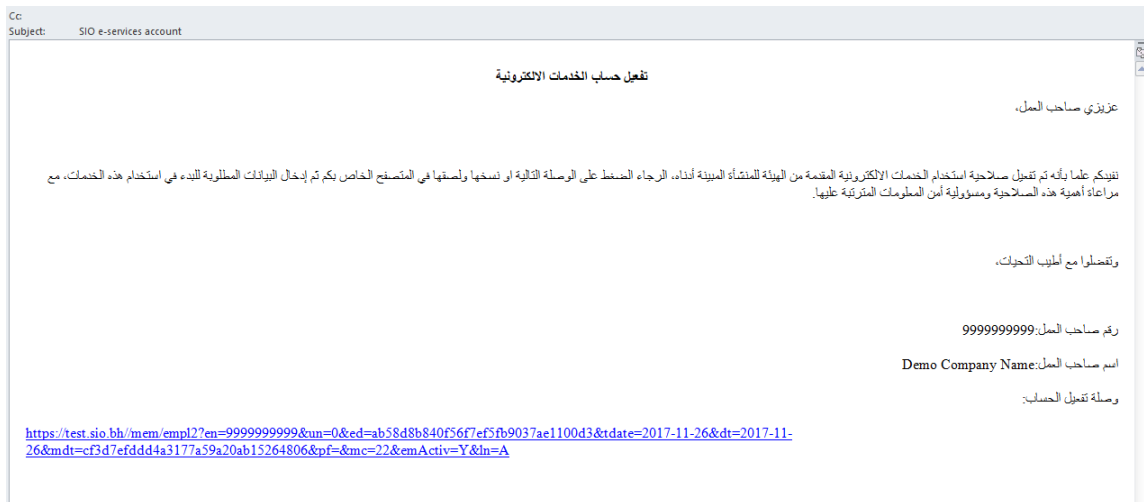 Cc:
Subject: SIO e-services account
تفعيل حساب الخدمات الالكترونية
عزيزي صاحب العمل،
نفيدكم علما بأنه تم تفعيل صلاحية استخدام الخدمات الالكترونية المقدمة من الهيئة للمنشأة المبينة أدناه، الرجاء الضغط على الوصلة التالية او نسخها ولصقها في المتصفح الخاص بكم ثم إدخال البيانات المطلوبة للبدء في استخدام هذه الخدمات، مع
مراعاة أهمية هذه الصلاحية ومسؤولية أمن المعلومات المترتبة عليها.
وتفضلوا مع أطيب التحيات،
رقم صاحب العمل:9999999999
اسم صاحب العمل:Demo Company Name
وصلة تفعيل الحساب:
https://test.sio.bh//mem/empl2?en=9999999999&un=0&ed=ab58d8b840f56f7ef5fb9037ae1100d3&tdate=2017-11-26&dt=2017-11-
26&mdt=cf3d7efddd4a3177a59a20ab15264806&pf=&mc=22&emActiv=Y&ln=A